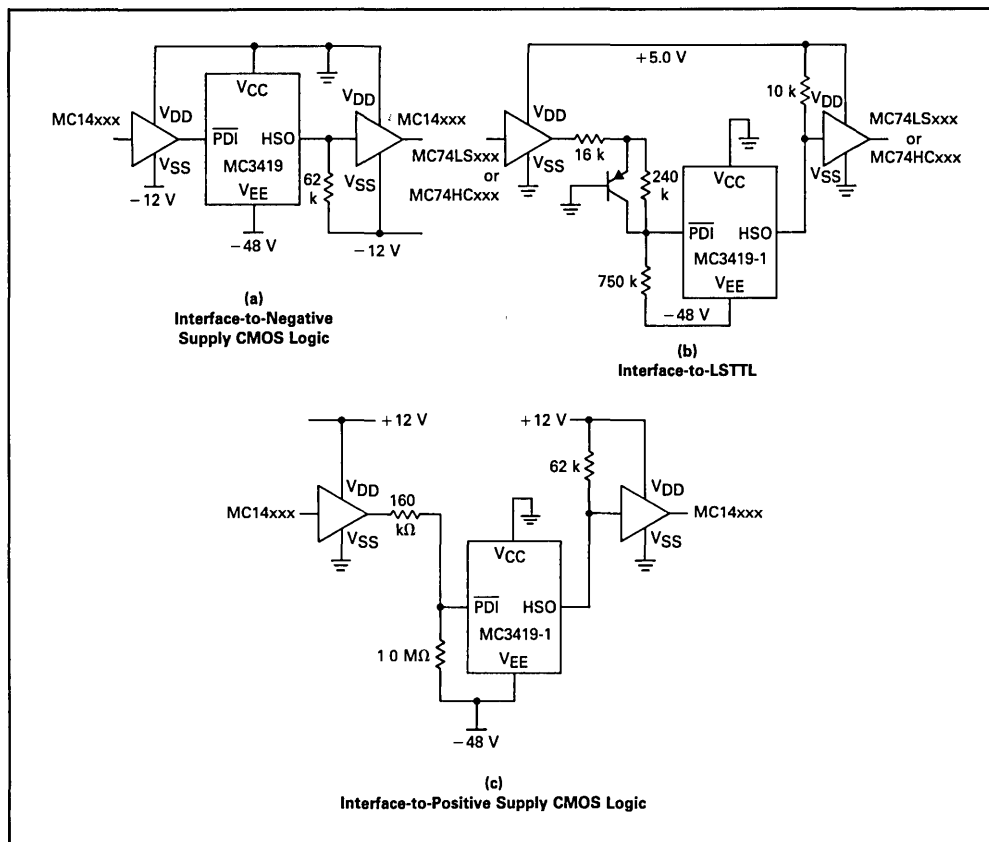 MC14xxx
VDD
VSS
−12 V
VCC
PDI
HSO
MC3419
VEE
−48 V
62
k
VDD
VSS
MC14xxx
−12 V
(a)
Interface-to-Negative
Supply CMOS Logic
+5.0 V
MC74LSxxx
or
MC74HCxxx
VDD
VSS
16 k
240
k
750 k
VCC
PDI
HSO
MC3419-1
VEE
−48 V
10 k
VDD
VSS
MC74LSxxx
or
MC74HCxxx
(b)
Interface-to-LSTTL
+12 V
MC14xxx
VDD
VSS
160
kΩ
1 0 MΩ
VCC
PDI
HSO
MC3419-1
VEE
−48 V
+12 V
62 k
VDD
VSS
MC14xxx
(c)
Interface-to-Positive Supply CMOS Logic